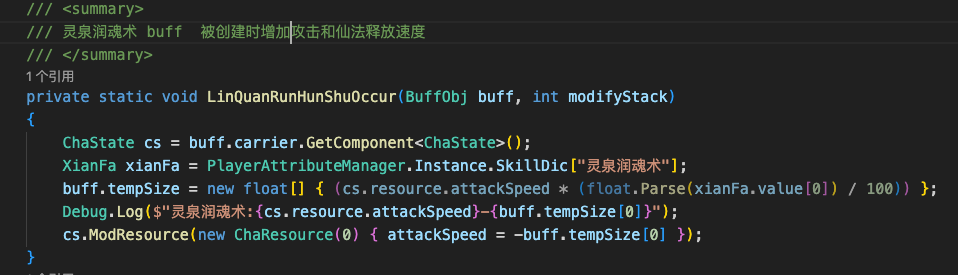 /// <summary>
/// 灵泉润魂术 buff  被创建时增加攻击和仙法释放速度
/// </summary>
1 个引用
private static void LinQuanRunHunShuOccur(BuffObj buff, int modifyStack)
{
    ChaState cs = buff.carrier.GetComponent<ChaState>();
    XianFa xianFa = PlayerAttributeManager.Instance.SkillDic["灵泉润魂术"];
    buff.tempSize = new float[] { (cs.resource.attackSpeed * (float.Parse(xianFa.value[0]) / 100)) };
    Debug.Log($"灵泉润魂术:{cs.resource.attackSpeed}-{buff.tempSize[0]}");
    cs.ModResource(new ChaResource(0) { attackSpeed = -buff.tempSize[0] });
}